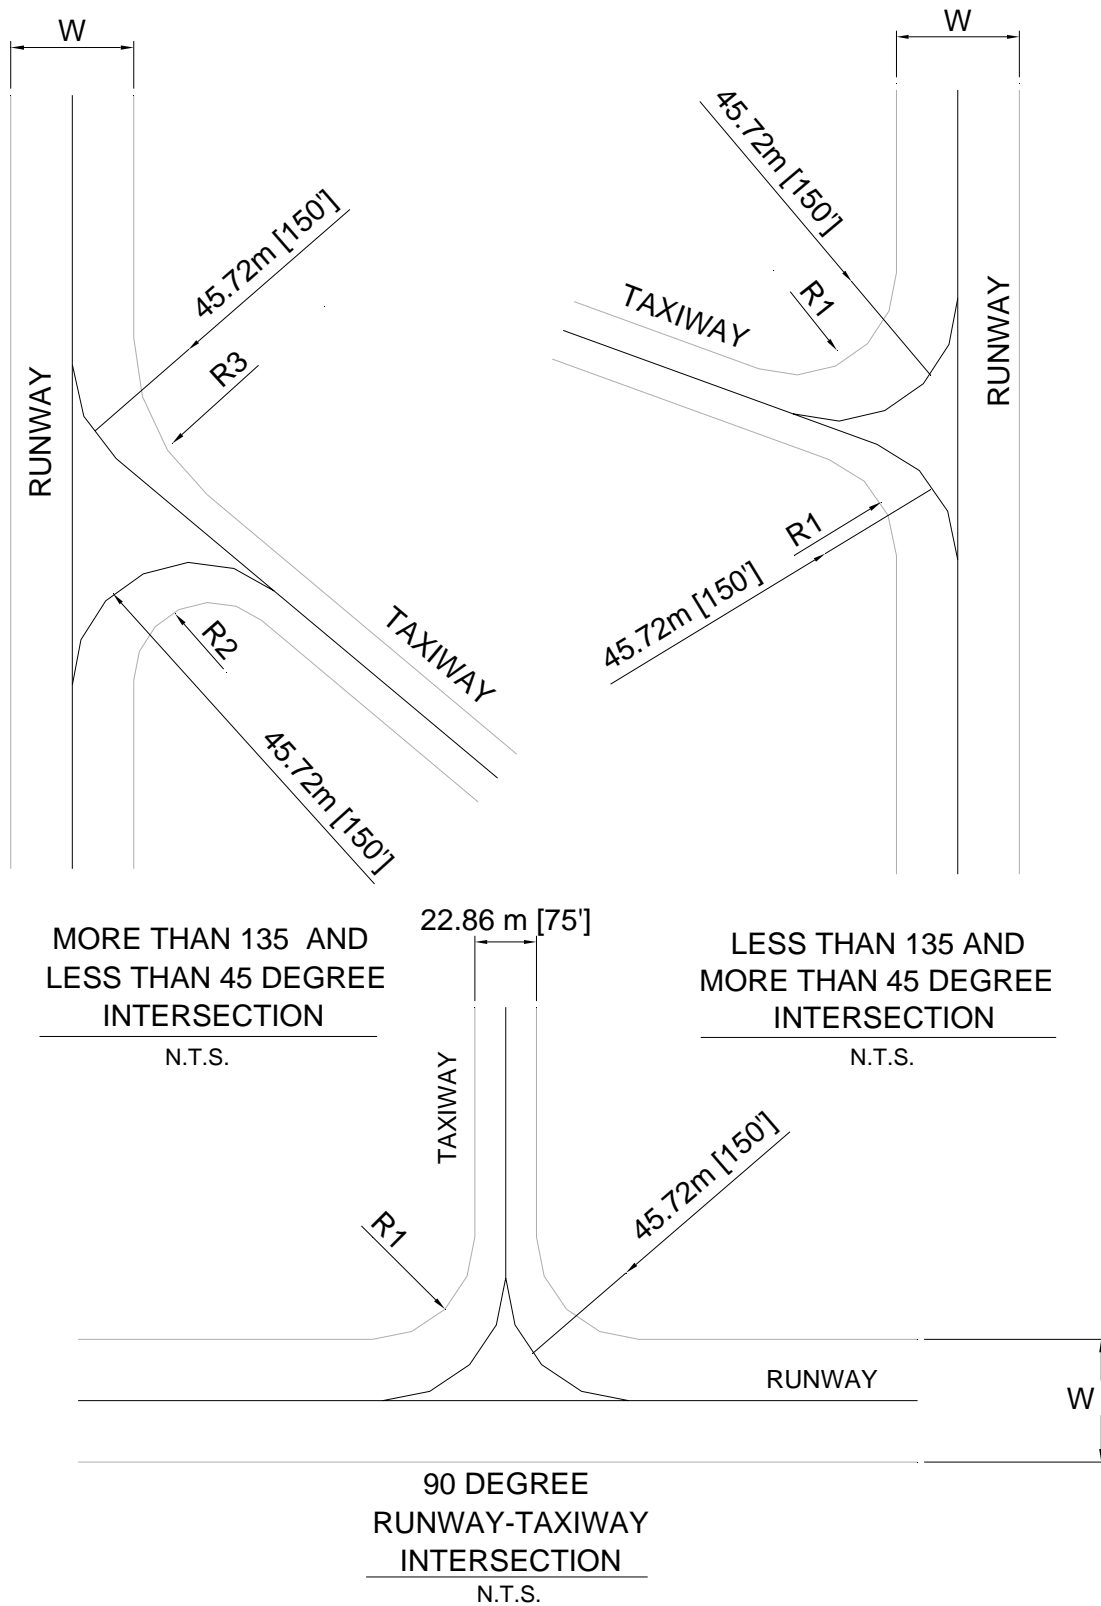 W
45.72m [150']
R3
RUNWAY
TAXIWAY
R2
45.72m [150']
MORE THAN 135 AND
LESS THAN 45 DEGREE
INTERSECTION
N.T.S.
W
45.72m [150']
R1
TAXIWAY
RUNWAY
R1
45.72m [150']
LESS THAN 135 AND
MORE THAN 45 DEGREE
INTERSECTION
N.T.S.
22.86 m [75']
TAXIWAY
R1
45.72m [150']
RUNWAY
W
90 DEGREE
RUNWAY-TAXIWAY
INTERSECTION
N.T.S.